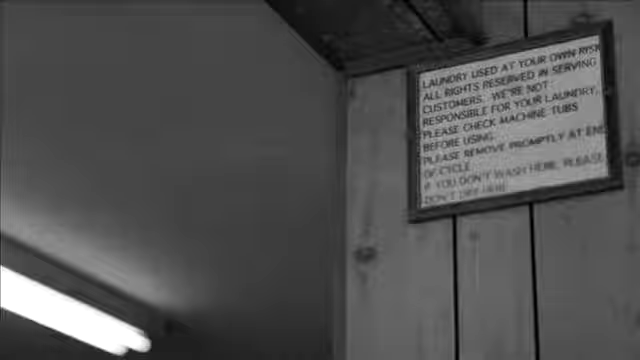 LAUNDRY USED AT YOUR OWN RISK
ALL RIGHTS RESERVED IN SERVING
CUSTOMERS. WE'RE NOT
RESPONSIBLE FOR YOUR LAUNDRY.
PLEASE CHECK MACHINE TUBS
BEFORE USING.
PLEASE REMOVE PROMPTLY AT END
OF CYCLE
IF YOU DON'T WASH HERE, PLEASE
DON'T DRY HERE